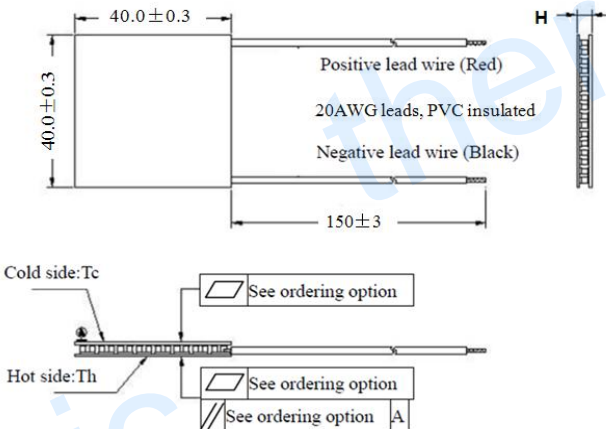 40.0±0.3
H
40.0±0.3
Positive lead wire (Red)
20AWG leads, PVC insulated
Negative lead wire (Black)
150±3
Cold side:Tc
See ordering option
A
Hot side:Th
See ordering option
See ordering option A
ther